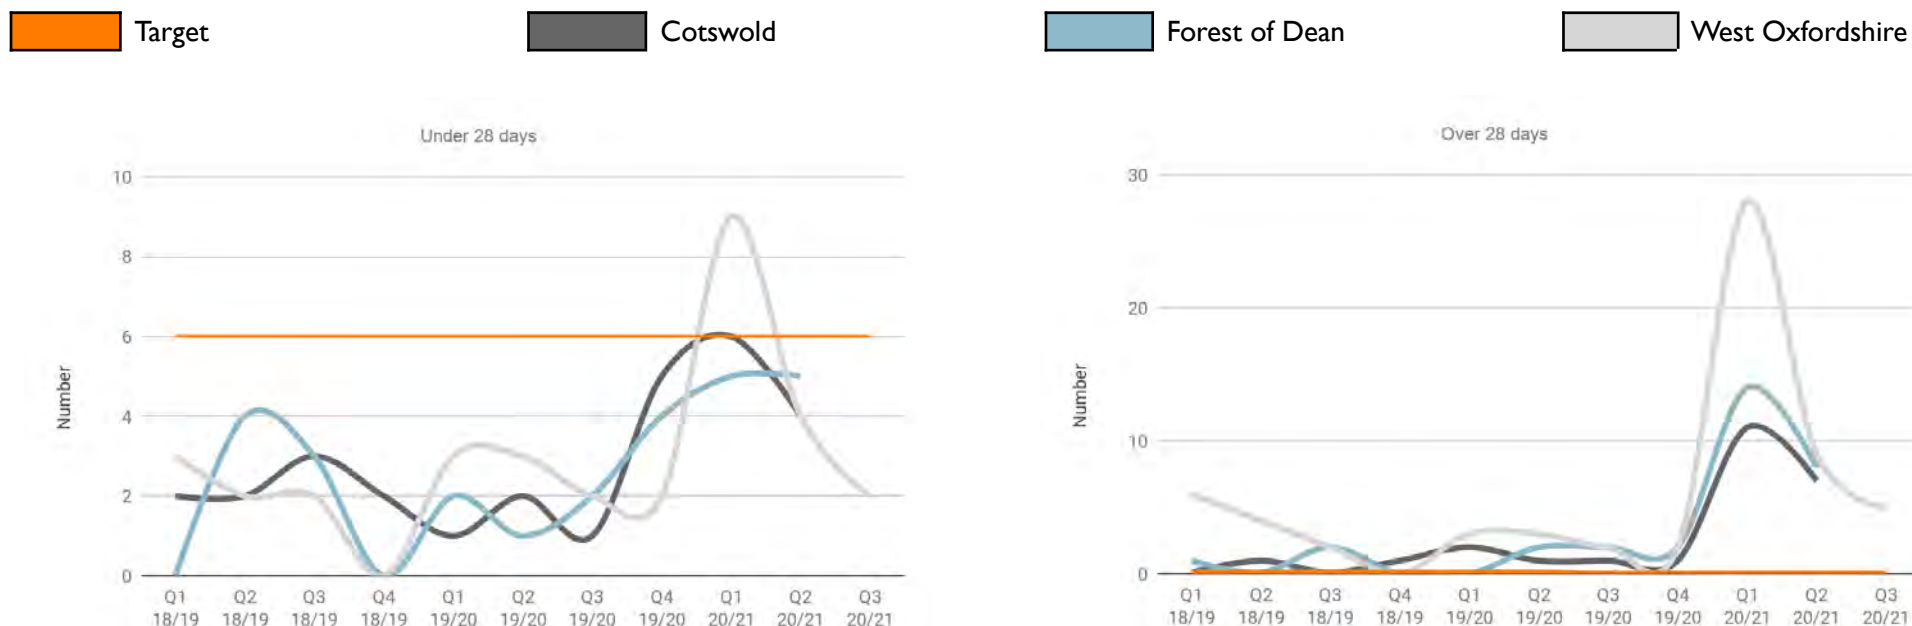 Target
Cotswold
Forest of Dean
West Oxfordshire
Under 28 days
10
8
6
4
2
0
Number
Q1 Q2 Q3 Q4 Q1 Q2 Q3 Q4 Q1 Q2 Q3
18/19 18/19 18/19 18/19 19/20 19/20 19/20 19/20 20/21 20/21 20/21
Over 28 days
30
20
10
0
Number
Q1 Q2 Q3 Q4 Q1 Q2 Q3 Q4 Q1 Q2 Q3
18/19 18/19 18/19 18/19 19/20 19/20 19/20 19/20 20/21 20/21 20/21